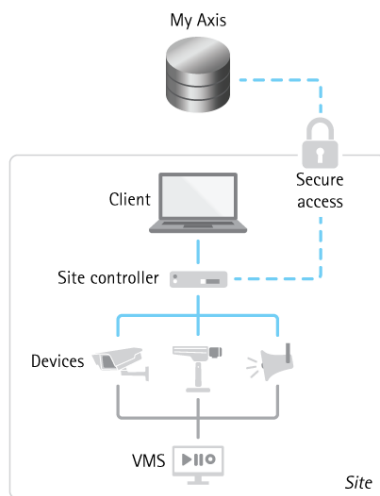 My Axis
Secure
access
Client
Site controller
Devices
VMS
Site